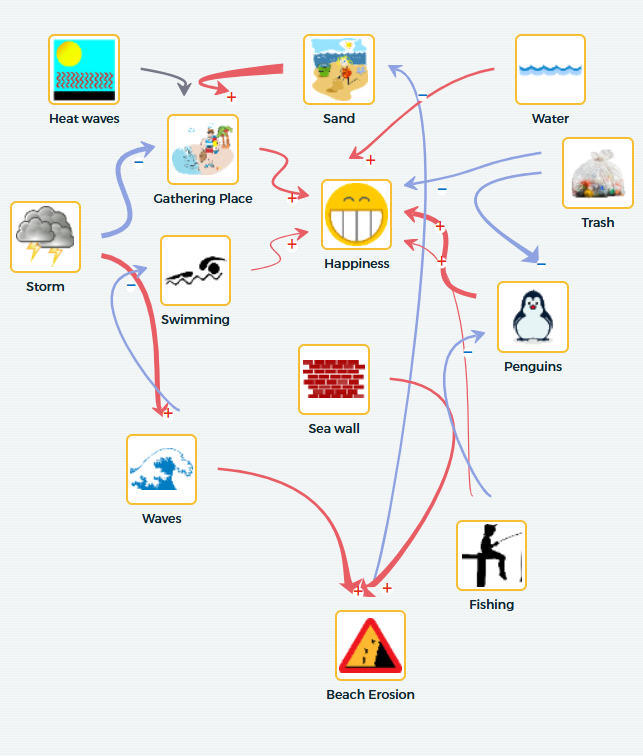 Heat waves
Sand
Water
+
−
+
Gathering Place
Trash
−
−
+
Storm
Swimming
+
Happiness
+
+
−
−
Penguins
−
Sea wall
+
Waves
+
+
Fishing
Beach Erosion